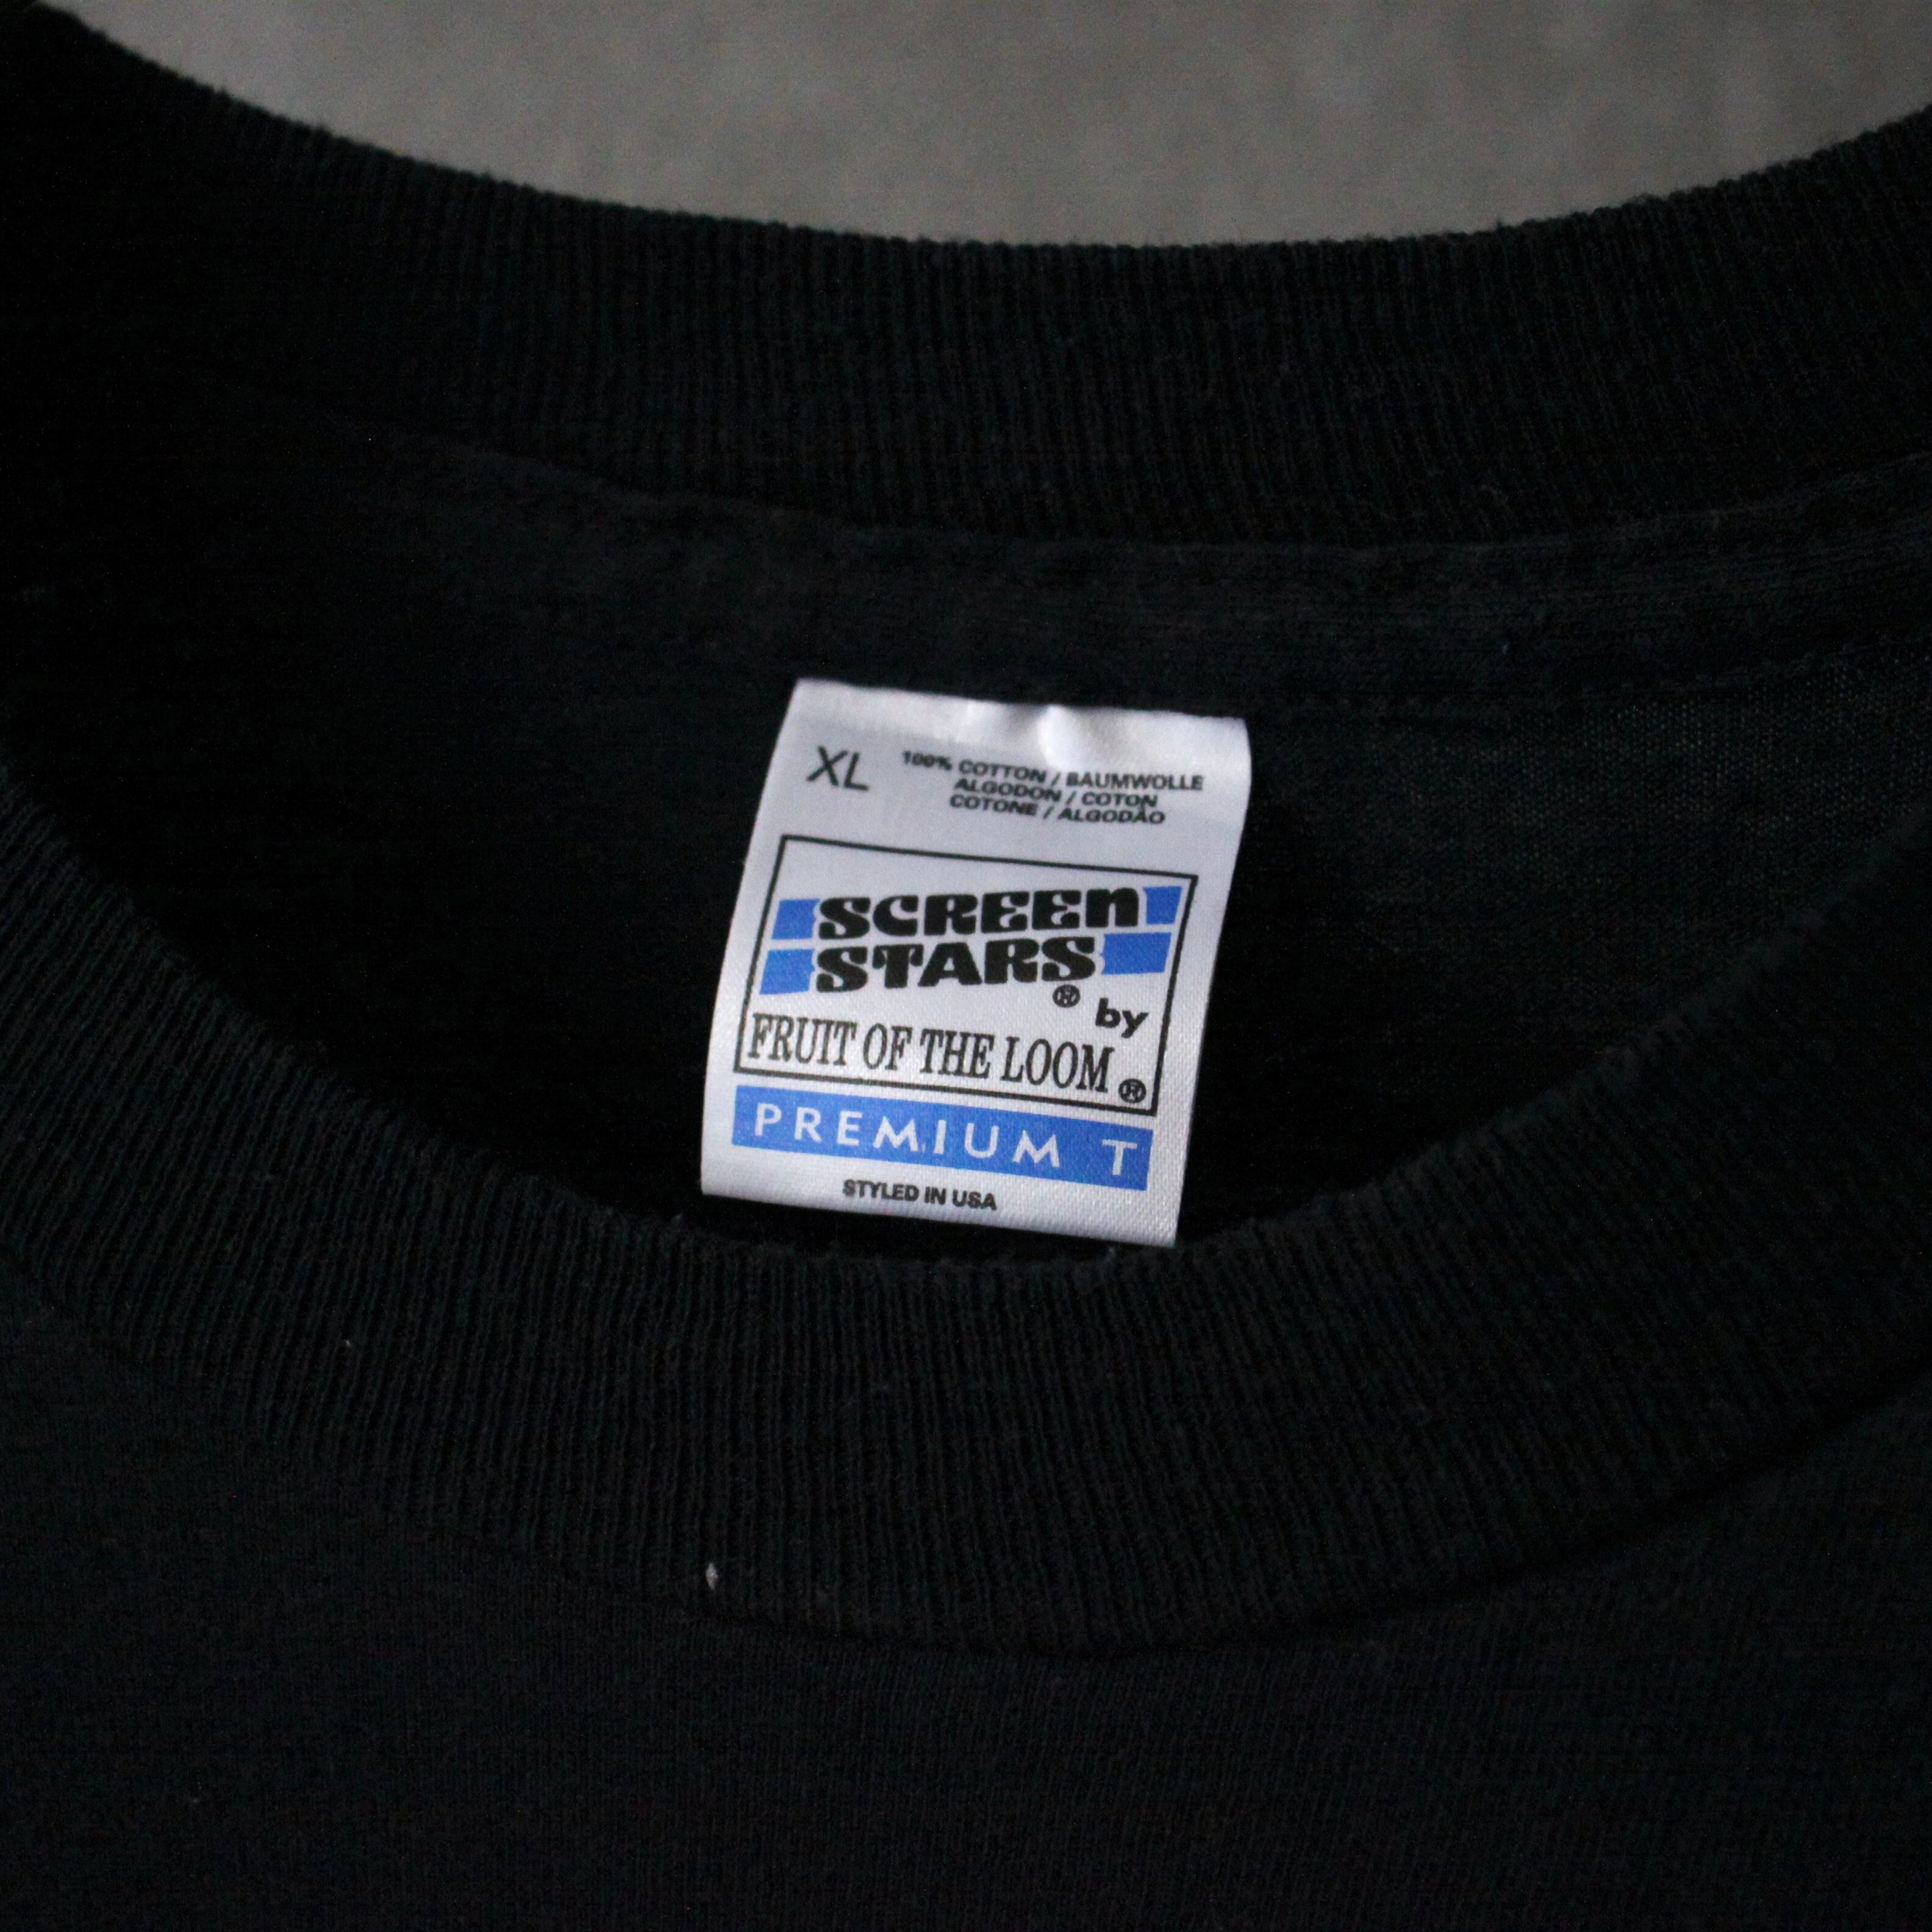 XL
100% COTTON / BAUMWOLLE
ALGODON / COTON
COTONE / ALGODÃO
SCREEN
STARS® by
FRUIT OF THE LOOM®
PREMIUM T
STYLED IN USA